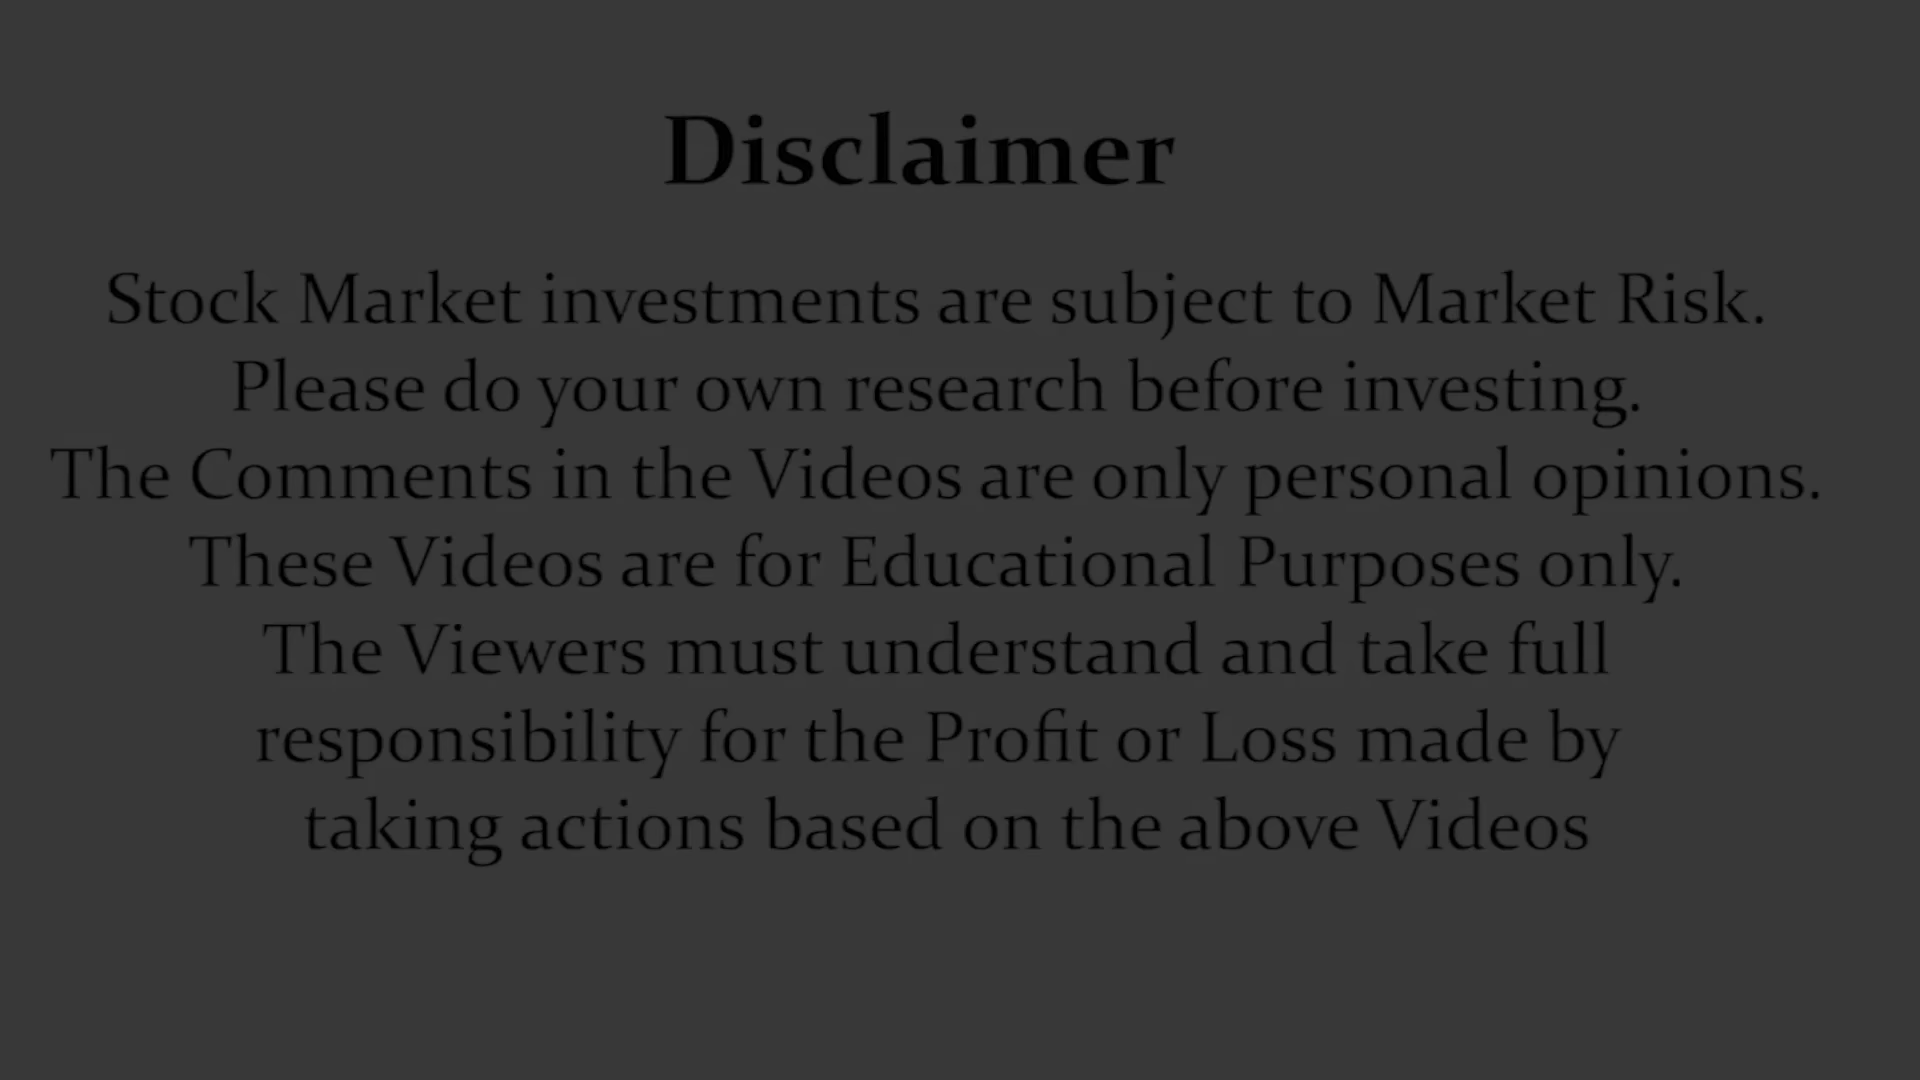 Disclaimer
Stock Market investments are subject to Market Risk.
Please do your own research before investing.
The Comments in the Videos are only personal opinions.
These Videos are for Educational Purposes only.
The Viewers must understand and take full
responsibility for the Profit or Loss made by
taking actions based on the above Videos